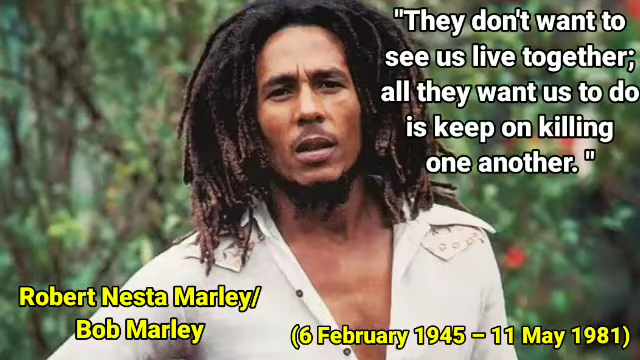 "They don't want to
see us live together;
all they want us to do
is keep on killing
one another. "
Robert Nesta Marley/
Bob Marley
(6 February 1945 – 11 May 1981)